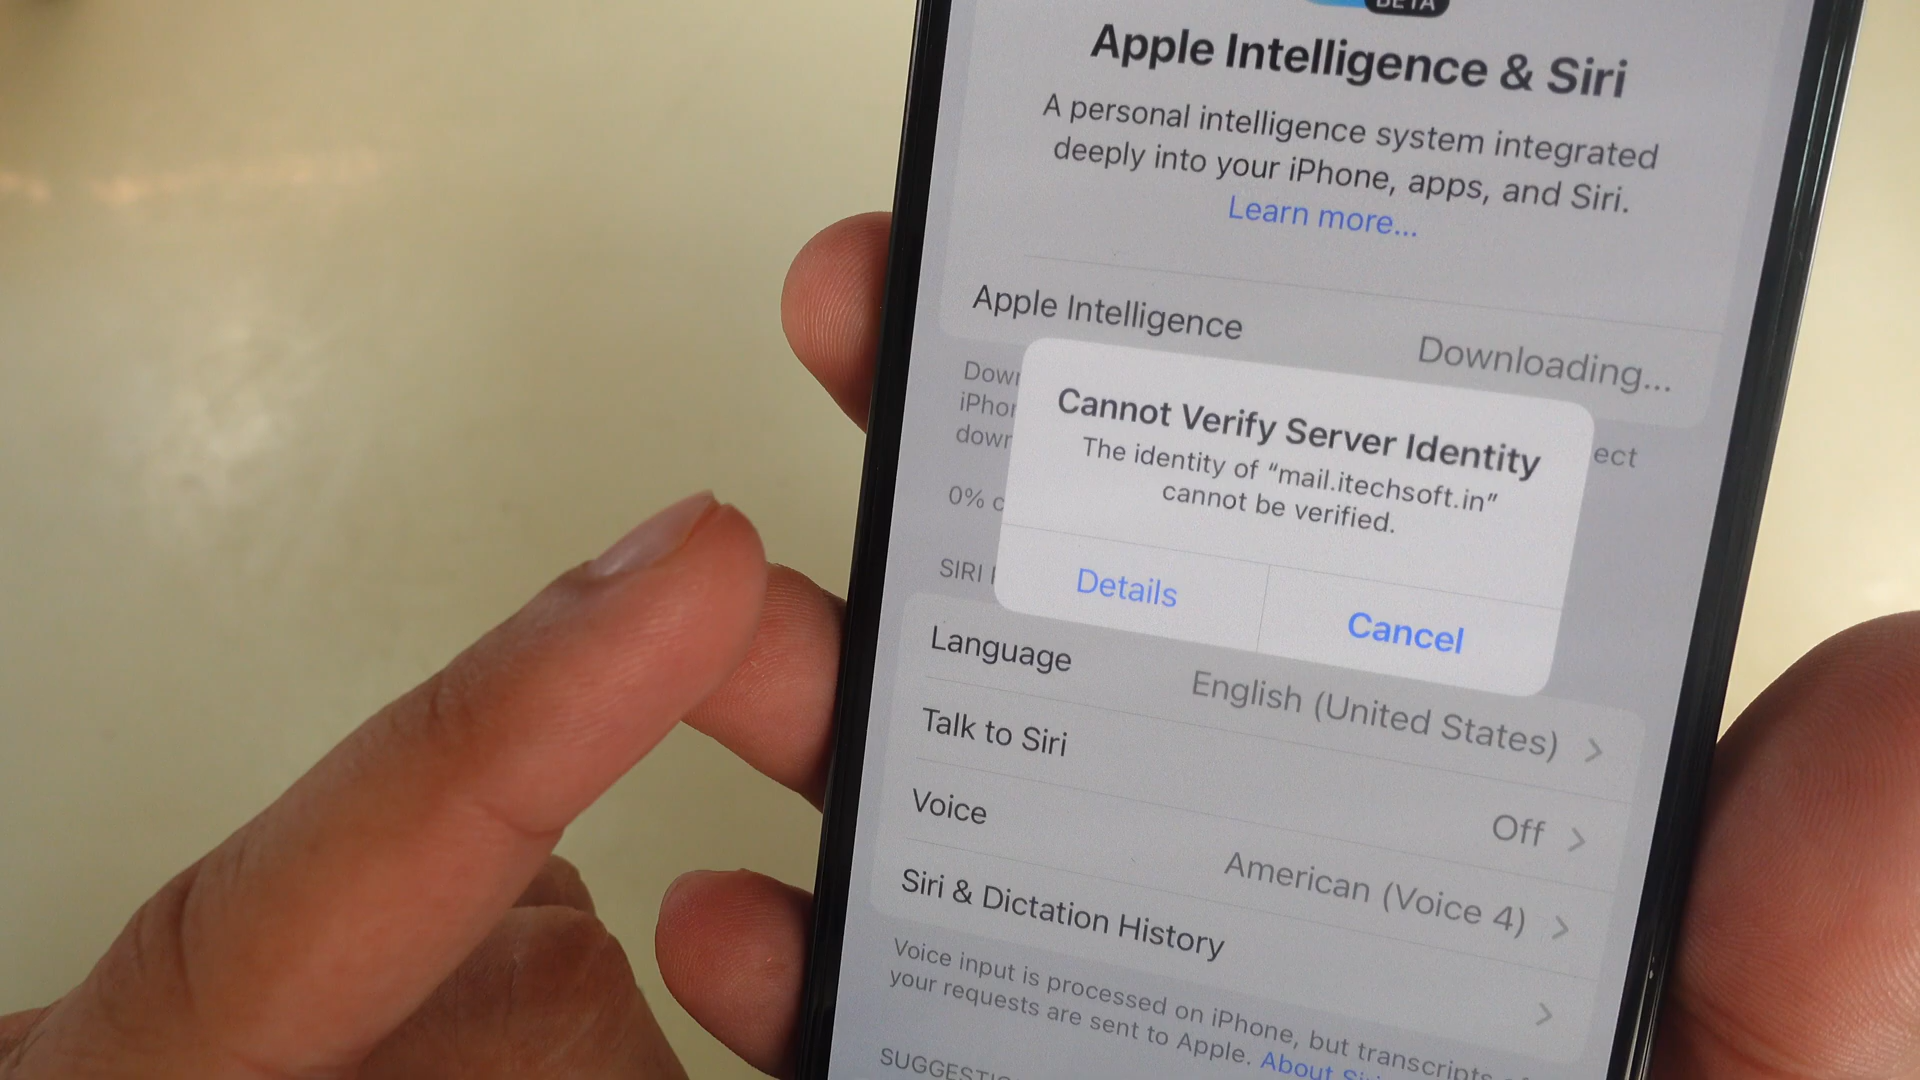 BETA
Apple Intelligence & Siri
A personal intelligence system integrated
deeply into your iPhone, apps, and Siri.
Learn more...
Apple Intelligence
Downloading...
Cannot Verify Server Identity
The identity of “mail.itechsoft.in”
cannot be verified.
Details
Cancel
ect
0%
SIRI
Language
English (United States)
Talk to Siri
Off
Voice
American (Voice 4)
Siri & Dictation History
Voice input is processed on iPhone, but transcripts
your requests are sent to Apple. About